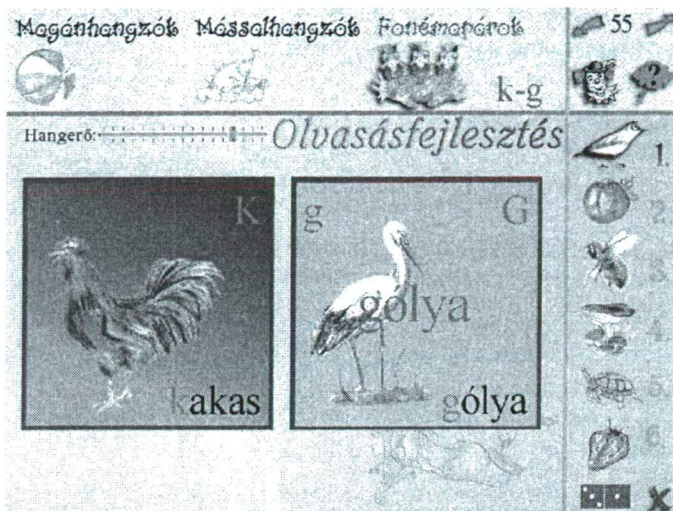 Magánhangzók Mássalhangzók Fonémapárok 55
k-g ?
Hangerő: Olvasásfejlesztés
1.
K g G
2.
3.
gólya
4.
kakas gólya
5.
6.
X